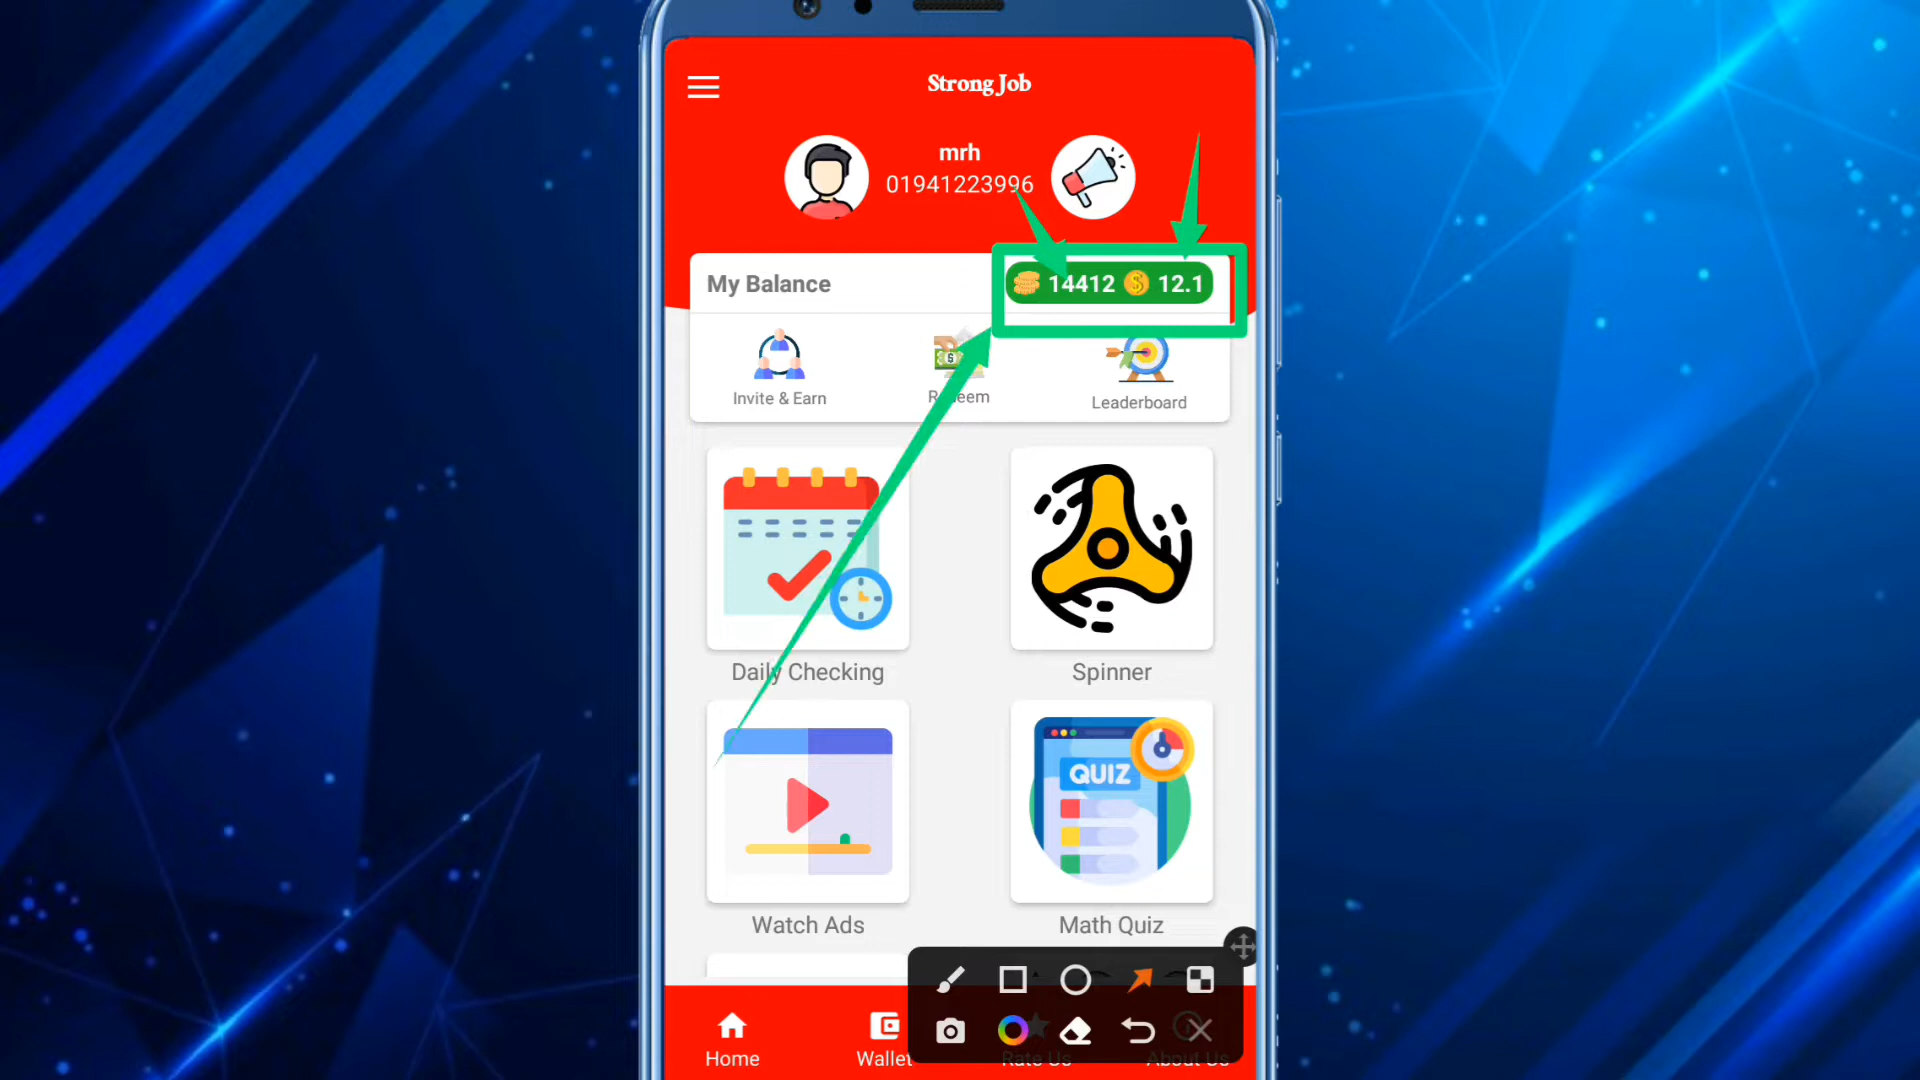 Strong Job
mrh
01941223996
My Balance
14412
12.1
$
Invite & Earn
Redeem
Leaderboard
Daily Checking
Spinner
QUIZ
Watch Ads
Math Quiz
Home
Wallet
Rate Us
About Us